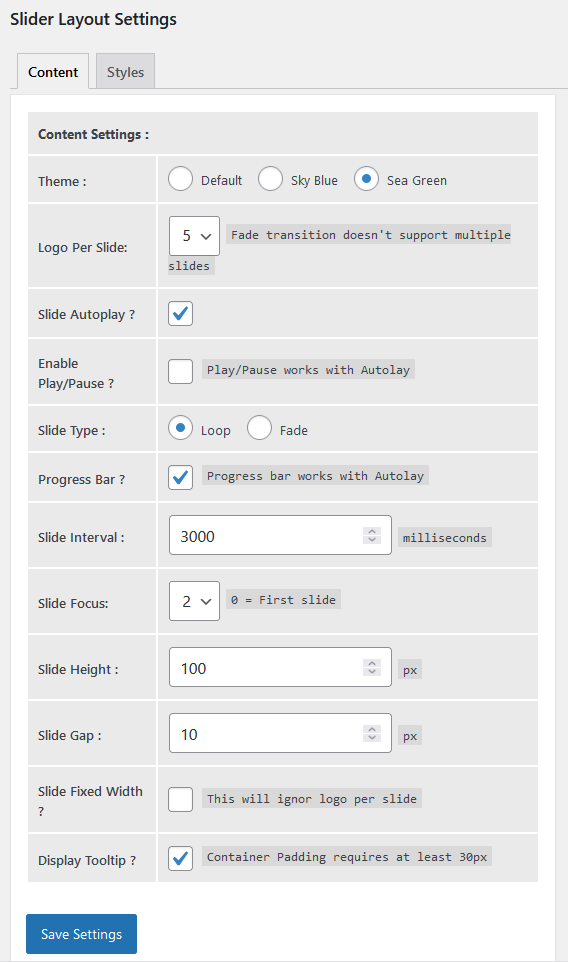 Slider Layout Settings
Content Styles
Content Settings :
Theme : Default Sky Blue Sea Green
Logo Per Slide: 5 Fade transition doesn't support multiple
slides
Slide Autoplay ?
Enable
Play/Pause ? Play/Pause works with Autolay
Slide Type : Loop Fade
Progress Bar ? Progress bar works with Autolay
Slide Interval : 3000 milliseconds
Slide Focus: 2 0 = First slide
Slide Height : 100 px
Slide Gap : 10 px
Slide Fixed Width
? This will ignor logo per slide
Display Tooltip ? Container Padding requires at least 30px
Save Settings